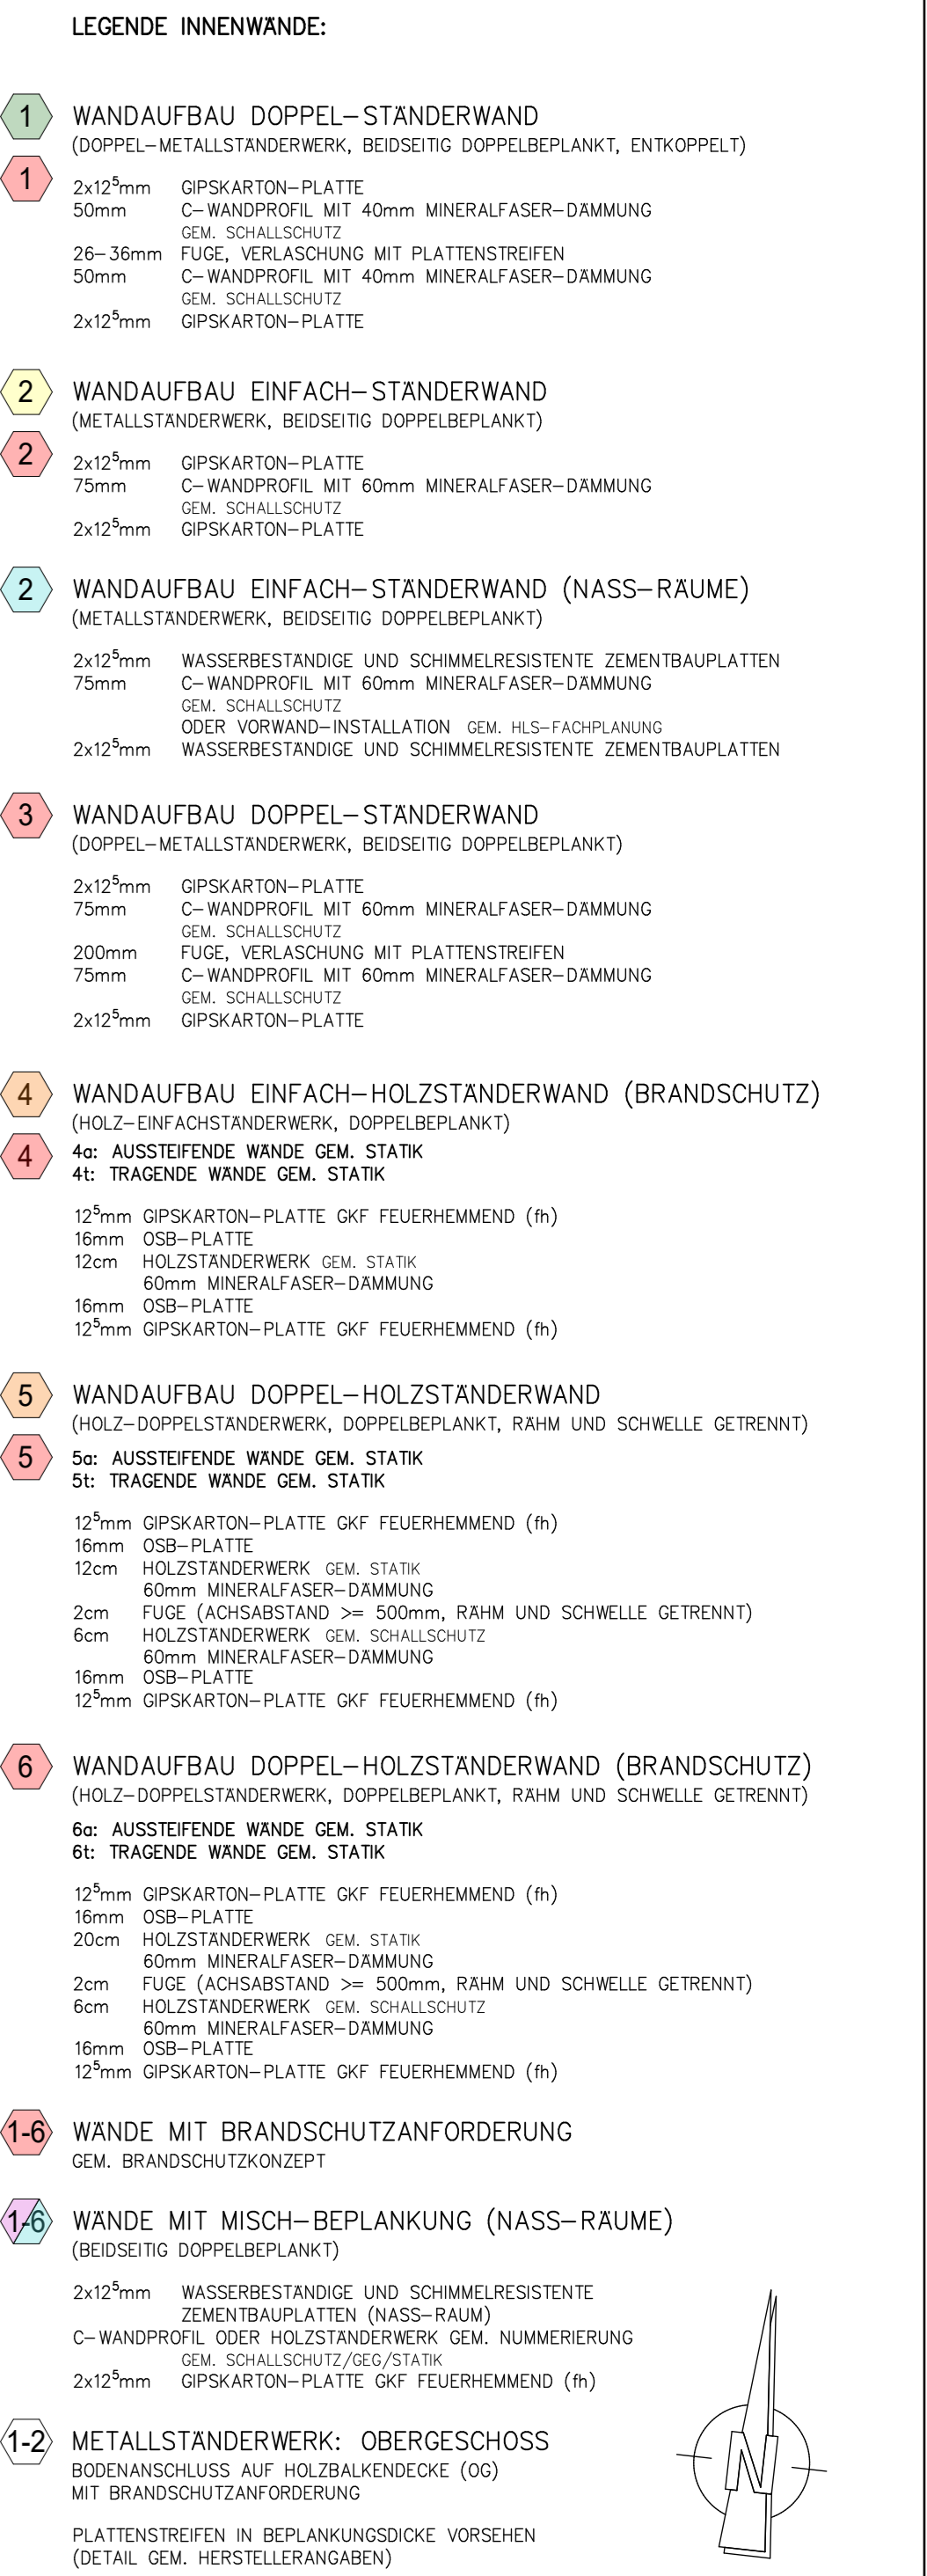 LEGENDE INNENWÄNDE:
1 WANDAUFBAU DOPPEL-STÄNDERWAND
(DOPPEL-METALLSTÄNDERWERK, BEIDSEITIG DOPPELBEPLANKT, ENTKOPPELT)
1
2x12⁵mm GIPSKARTON-PLATTE
50mm C-WANDPROFIL MIT 40mm MINERALFASER-DÄMMUNG
GEM. SCHALLSCHUTZ
26-36mm FUGE, VERLASCHUNG MIT PLATTENSTREIFEN
50mm C-WANDPROFIL MIT 40mm MINERALFASER-DÄMMUNG
GEM. SCHALLSCHUTZ
2x12⁵mm GIPSKARTON-PLATTE
2 WANDAUFBAU EINFACH-STÄNDERWAND
(METALLSTÄNDERWERK, BEIDSEITIG DOPPELBEPLANKT)
2
2x12⁵mm GIPSKARTON-PLATTE
75mm C-WANDPROFIL MIT 60mm MINERALFASER-DÄMMUNG
GEM. SCHALLSCHUTZ
2x12⁵mm GIPSKARTON-PLATTE
2 WANDAUFBAU EINFACH-STÄNDERWAND (NASS-RÄUME)
(METALLSTÄNDERWERK, BEIDSEITIG DOPPELBEPLANKT)
2x12⁵mm WASSERBESTÄNDIGE UND SCHIMMELRESISTENTE ZEMENTBAUPLATTEN
75mm C-WANDPROFIL MIT 60mm MINERALFASER-DÄMMUNG
GEM. SCHALLSCHUTZ
ODER VORWAND-INSTALLATION GEM. HLS-FACHPLANUNG
2x12⁵mm WASSERBESTÄNDIGE UND SCHIMMELRESISTENTE ZEMENTBAUPLATTEN
3 WANDAUFBAU DOPPEL-STÄNDERWAND
(DOPPEL-METALLSTÄNDERWERK, BEIDSEITIG DOPPELBEPLANKT)
2x12⁵mm GIPSKARTON-PLATTE
75mm C-WANDPROFIL MIT 60mm MINERALFASER-DÄMMUNG
GEM. SCHALLSCHUTZ
200mm FUGE, VERLASCHUNG MIT PLATTENSTREIFEN
75mm C-WANDPROFIL MIT 60mm MINERALFASER-DÄMMUNG
GEM. SCHALLSCHUTZ
2x12⁵mm GIPSKARTON-PLATTE
4 WANDAUFBAU EINFACH-HOLZSTÄNDERWAND (BRANDSCHUTZ)
(HOLZ-EINFACHSTÄNDERWERK, DOPPELBEPLANKT)
4 4a: AUSSTEIFENDE WÄNDE GEM. STATIK
4t: TRAGENDE WÄNDE GEM. STATIK
12⁵mm GIPSKARTON-PLATTE GKF FEUERHEMMEND (fh)
16mm OSB-PLATTE
12cm HOLZSTÄNDERWERK GEM. STATIK
60mm MINERALFASER-DÄMMUNG
16mm OSB-PLATTE
12⁵mm GIPSKARTON-PLATTE GKF FEUERHEMMEND (fh)
5 WANDAUFBAU DOPPEL-HOLZSTÄNDERWAND
(HOLZ-DOPPELSTÄNDERWERK, DOPPELBEPLANKT, RÄHM UND SCHWELLE GETRENNT)
5 5a: AUSSTEIFENDE WÄNDE GEM. STATIK
5t: TRAGENDE WÄNDE GEM. STATIK
12⁵mm GIPSKARTON-PLATTE GKF FEUERHEMMEND (fh)
16mm OSB-PLATTE
12cm HOLZSTÄNDERWERK GEM. STATIK
60mm MINERALFASER-DÄMMUNG
2cm FUGE (ACHSABSTAND >= 500mm, RÄHM UND SCHWELLE GETRENNT)
6cm HOLZSTÄNDERWERK GEM. SCHALLSCHUTZ
60mm MINERALFASER-DÄMMUNG
16mm OSB-PLATTE
12⁵mm GIPSKARTON-PLATTE GKF FEUERHEMMEND (fh)
6 WANDAUFBAU DOPPEL-HOLZSTÄNDERWAND (BRANDSCHUTZ)
(HOLZ-DOPPELSTÄNDERWERK, DOPPELBEPLANKT, RÄHM UND SCHWELLE GETRENNT)
6a: AUSSTEIFENDE WÄNDE GEM. STATIK
6t: TRAGENDE WÄNDE GEM. STATIK
12⁵mm GIPSKARTON-PLATTE GKF FEUERHEMMEND (fh)
16mm OSB-PLATTE
20cm HOLZSTÄNDERWERK GEM. STATIK
60mm MINERALFASER-DÄMMUNG
2cm FUGE (ACHSABSTAND >= 500mm, RÄHM UND SCHWELLE GETRENNT)
6cm HOLZSTÄNDERWERK GEM. SCHALLSCHUTZ
60mm MINERALFASER-DÄMMUNG
16mm OSB-PLATTE
12⁵mm GIPSKARTON-PLATTE GKF FEUERHEMMEND (fh)
1-6 WÄNDE MIT BRANDSCHUTZANFORDERUNG
GEM. BRANDSCHUTZKONZEPT
1-6 WÄNDE MIT MISCH-BEPLANKUNG (NASS-RÄUME)
(BEIDSEITIG DOPPELBEPLANKT)
2x12⁵mm WASSERBESTÄNDIGE UND SCHIMMELRESISTENTE
ZEMENTBAUPLATTEN (NASS-RAUM)
C-WANDPROFIL ODER HOLZSTÄNDERWERK GEM. NUMMERIERUNG
GEM. SCHALLSCHUTZ/GEG/STATIK
2x12⁵mm GIPSKARTON-PLATTE GKF FEUERHEMMEND (fh)
1-2 METALLSTÄNDERWERK: OBERGESCHOSS
BODENANSCHLUSS AUF HOLZBALKENDECKE (OG)
MIT BRANDSCHUTZANFORDERUNG
PLATTENSTREIFEN IN BEPLANKUNGSDICKE VORSEHEN
(DETAIL GEM. HERSTELLERANGABEN)
N